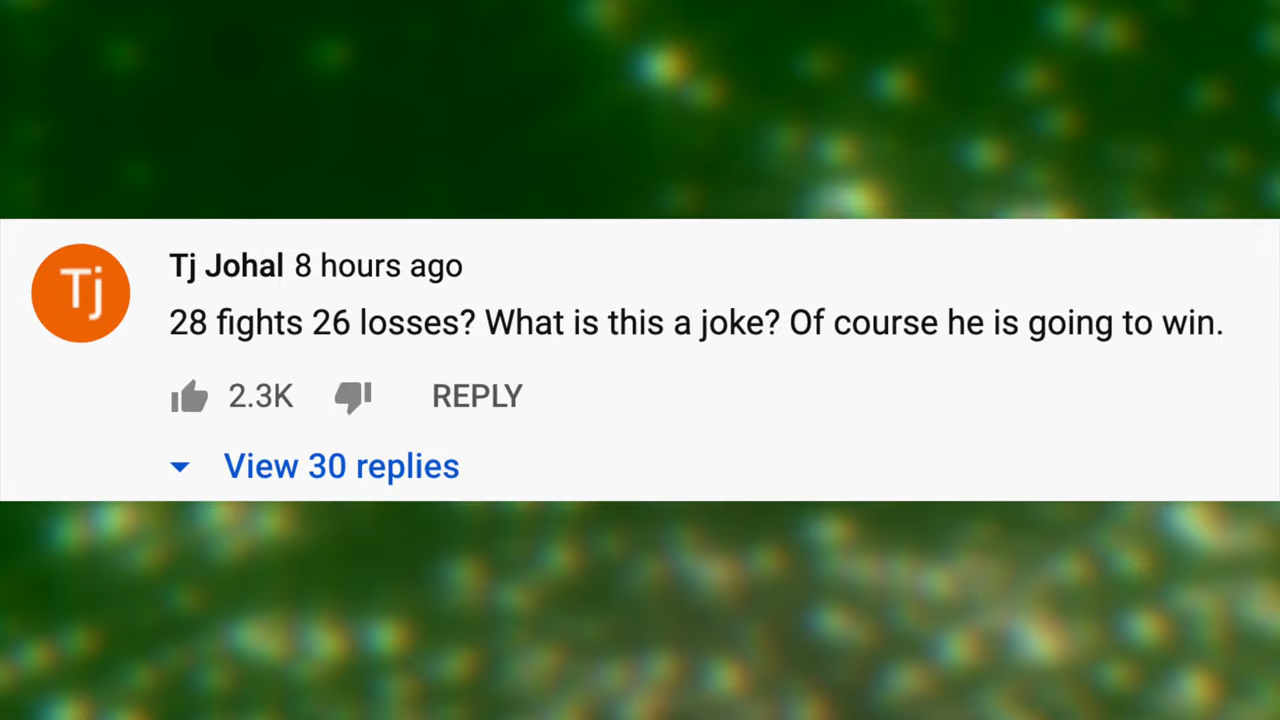 Tj
Tj Johal 8 hours ago
28 fights 26 losses? What is this a joke? Of course he is going to win.
2.3K REPLY
View 30 replies